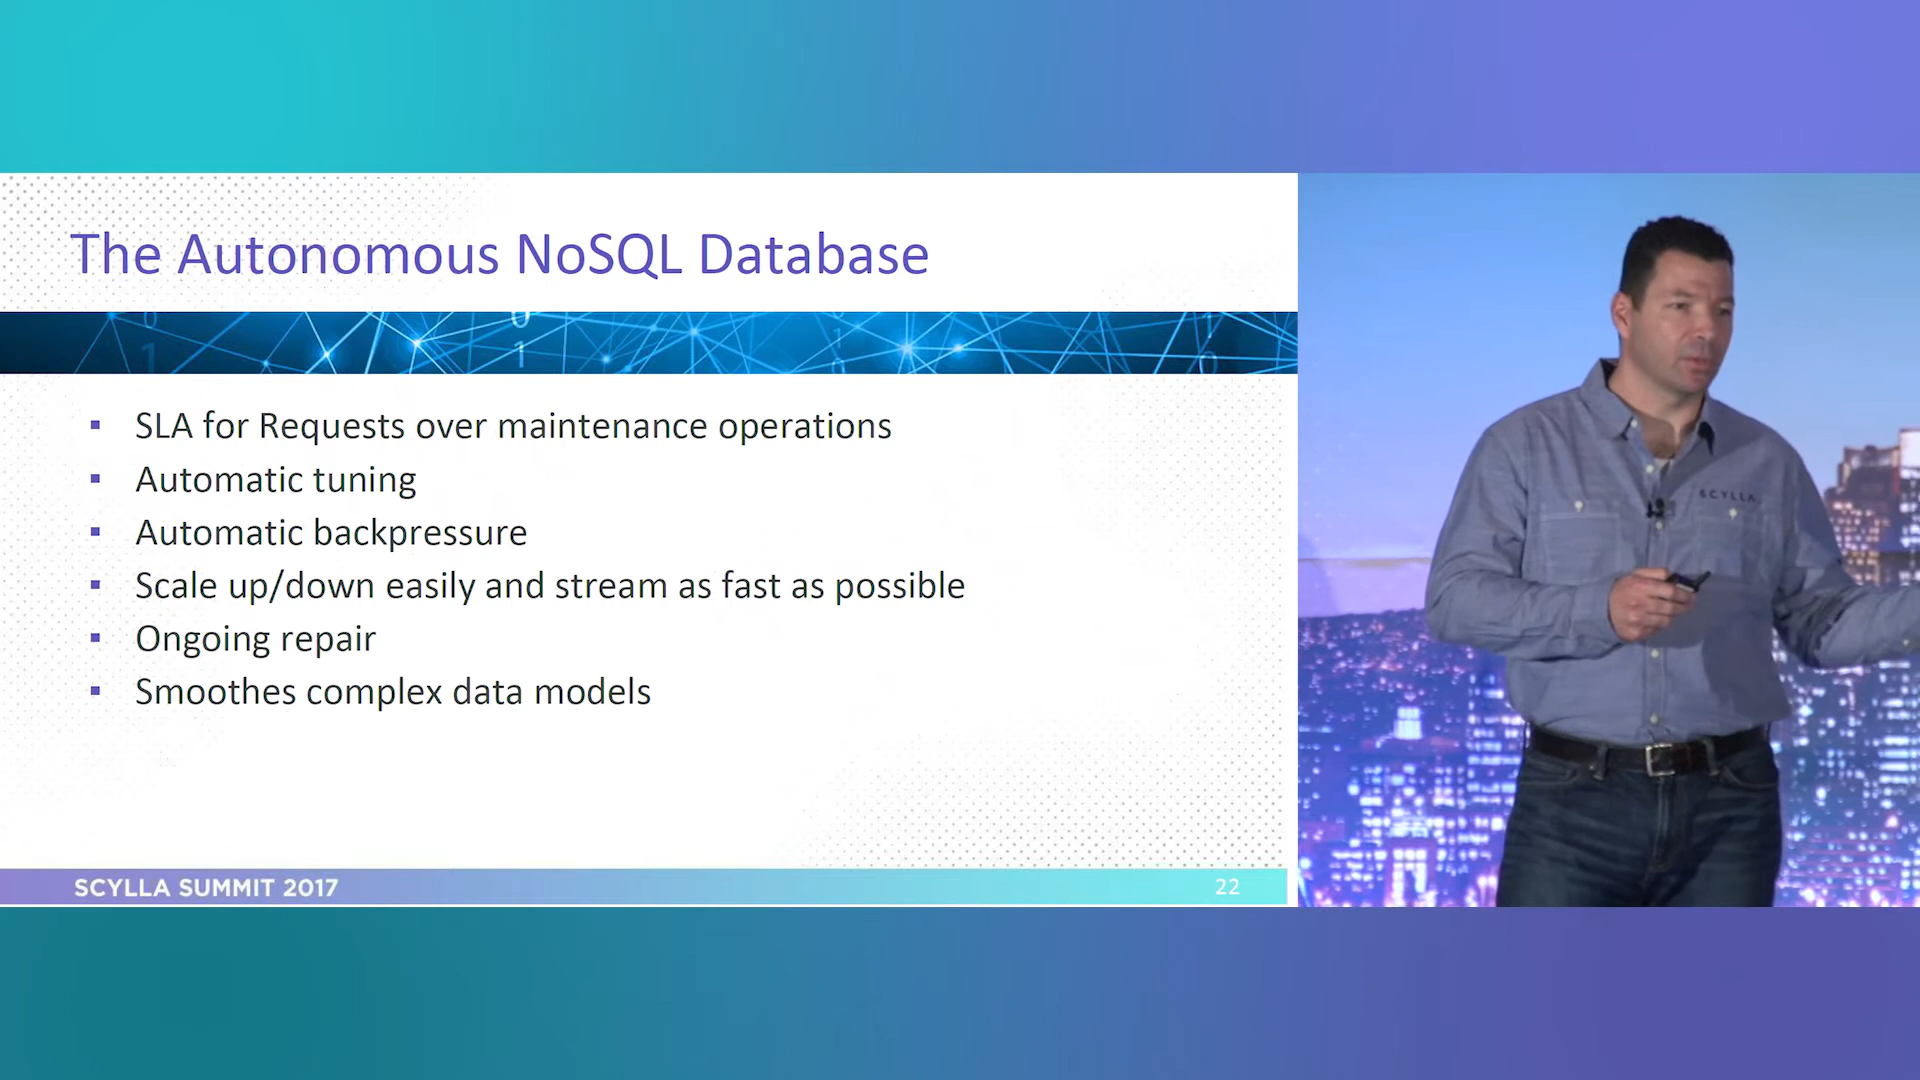 The Autonomous NoSQL Database
SLA for Requests over maintenance operations
Automatic tuning
Automatic backpressure
Scale up/down easily and stream as fast as possible
Ongoing repair
Smoothes complex data models
SCYLLA SUMMIT 2017
22
SCYLLA